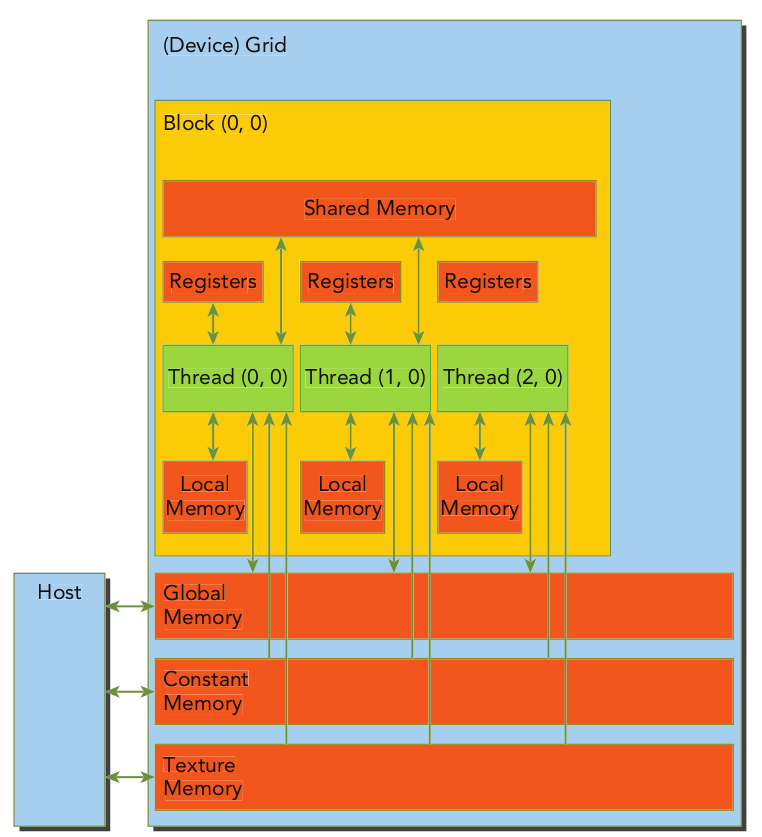 (Device) Grid
Block (0, 0)
Shared Memory
Registers
Registers
Registers
Thread (0, 0)
Thread (1, 0)
Thread (2, 0)
Local
Memory
Local
Memory
Local
Memory
Host
Global
Memory
Constant
Memory
Texture
Memory